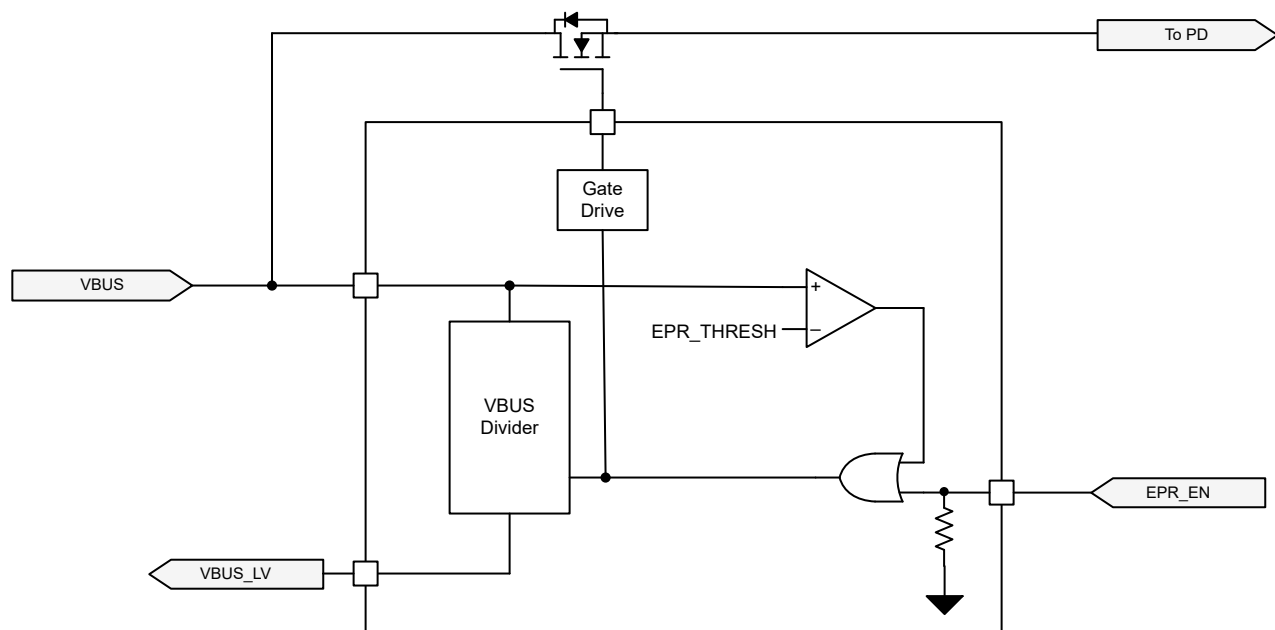 To PD
Gate
Drive
VBUS
+
EPR_THRESH
–
VBUS
Divider
EPR_EN
VBUS_LV